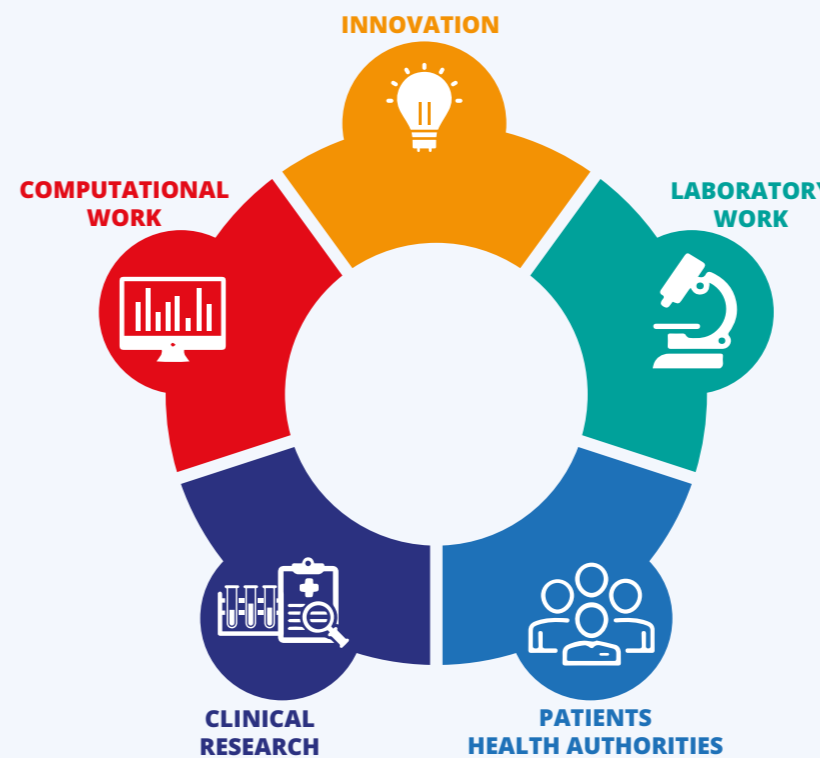 INNOVATION
COMPUTATIONAL
WORK
LABORATORY
WORK
CLINICAL
RESEARCH
PATIENTS
HEALTH AUTHORITIES